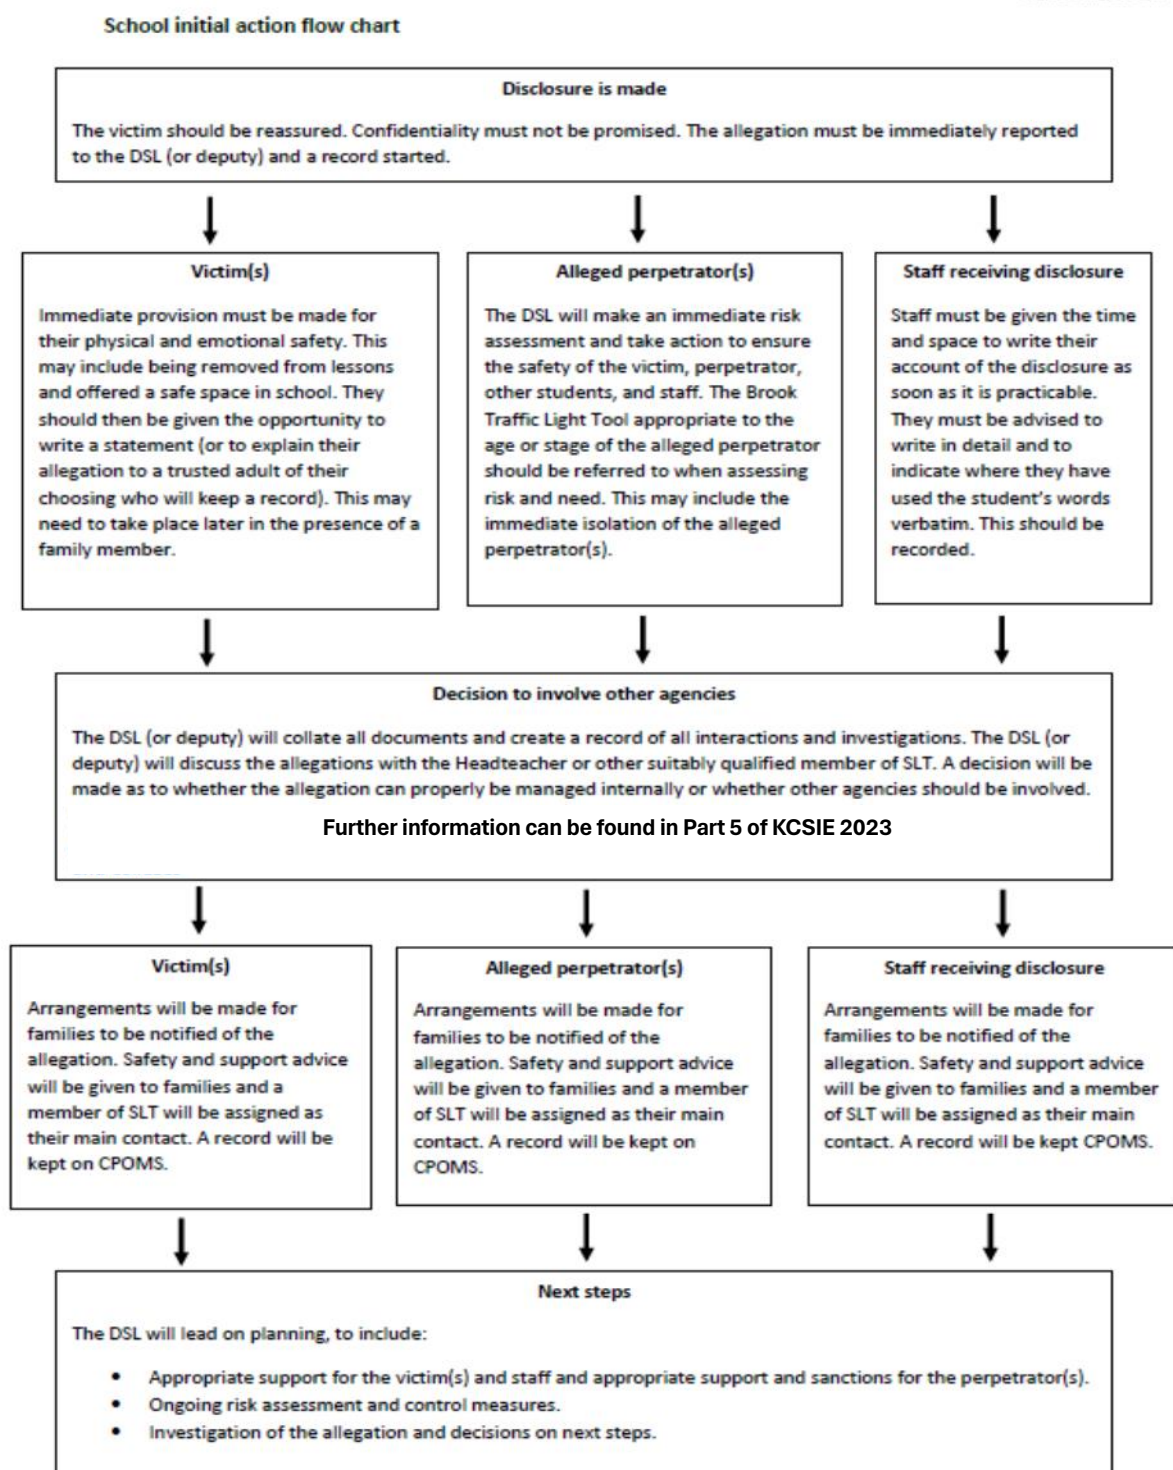 School initial action flow chart
Disclosure is made
The victim should be reassured. Confidentiality must not be promised. The allegation must be immediately reported
to the DSL (or deputy) and a record started.
Victim(s)
Immediate provision must be made for
their physical and emotional safety. This
may include being removed from lessons
and offered a safe space in school. They
should then be given the opportunity to
write a statement (or to explain their
allegation to a trusted adult of their
choosing who will keep a record). This may
need to take place later in the presence of a
family member.
Alleged perpetrator(s)
The DSL will make an immediate risk
assessment and take action to ensure
the safety of the victim, perpetrator,
other students, and staff. The Brook
Traffic Light Tool appropriate to the
age or stage of the alleged perpetrator
should be referred to when assessing
risk and need. This may include the
immediate isolation of the alleged
perpetrator(s).
Staff receiving disclosure
Staff must be given the time
and space to write their
account of the disclosure as
soon as it is practicable.
They must be advised to
write in detail and to
indicate where they have
used the student's words
verbatim. This should be
recorded.
Decision to involve other agencies
The DSL (or deputy) will collate all documents and create a record of all interactions and investigations. The DSL (or
deputy) will discuss the allegations with the Headteacher or other suitably qualified member of SLT. A decision will be
made as to whether the allegation can properly be managed internally or whether other agencies should be involved.
Further information can be found in Part 5 of KCSIE 2023
Victim(s)
Arrangements will be made for
families to be notified of the
allegation. Safety and support advice
will be given to families and a
member of SLT will be assigned as
their main contact. A record will be
kept on CPOMS.
Alleged perpetrator(s)
Arrangements will be made for
families to be notified of the
allegation. Safety and support advice
will be given to families and a member
of SLT will be assigned as their main
contact. A record will be kept on
CPOMS.
Staff receiving disclosure
Arrangements will be made for
families to be notified of the
allegation. Safety and support advice
will be given to families and a member
of SLT will be assigned as their main
contact. A record will be kept CPOMS.
Next steps
The DSL will lead on planning, to include:
• Appropriate support for the victim(s) and staff and appropriate support and sanctions for the perpetrator(s).
• Ongoing risk assessment and control measures.
• Investigation of the allegation and decisions on next steps.